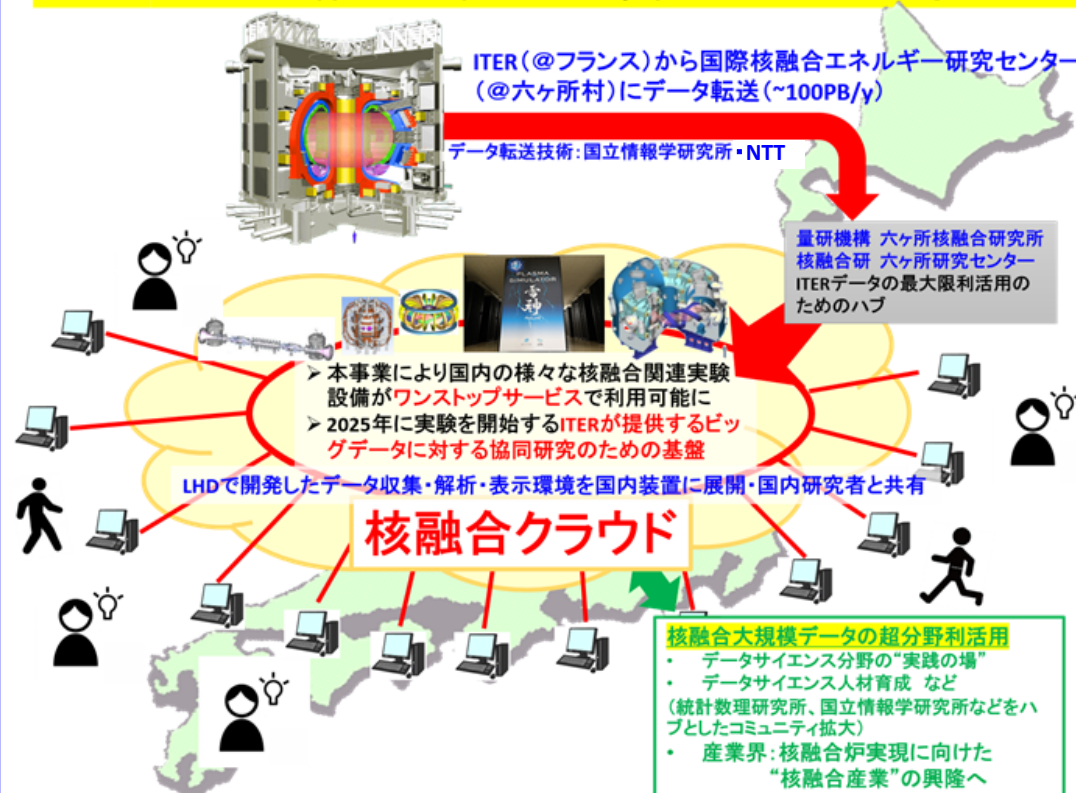 ITER(@フランス)から国際核融合エネルギー研究センター
(@六ヶ所村)にデータ転送(~100PB/y)
データ転送技術:国立情報学研究所・NTT
量研機構 六ヶ所核融合研究所
核融合研 六ヶ所研究センター
ITERデータの最大限利活用の
ためのハブ
PLASMA
SIMULATOR
雷神
➢ 本事業により国内の様々な核融合関連実験
設備がワンストップサービスで利用可能に
➢ 2025年に実験を開始するITERが提供するビッ
グデータに対する協同研究のための基盤
LHDで開発したデータ収集・解析・表示環境を国内装置に展開・国内研究者と共有
核融合クラウド
核融合大規模データの超分野利活用
・ データサイエンス分野の“実践の場”
・ データサイエンス人材育成 など
(統計数理研究所、国立情報学研究所などをハ
ブとしたコミュニティ拡大)
・ 産業界:核融合炉実現に向けた
“核融合産業”の興隆へ